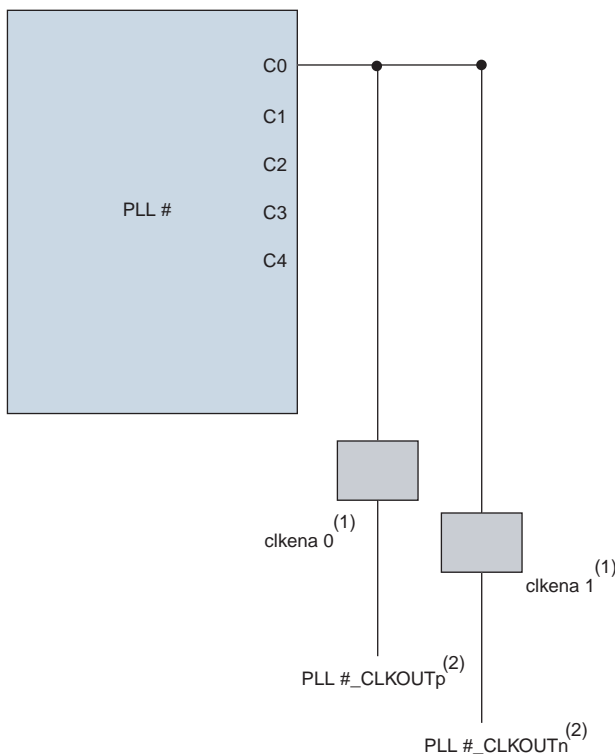 C0
C1
C2
PLL #
C3
C4
clkena 0(1)
clkena 1(1)
PLL #_CLKOUTp(2)
PLL #_CLKOUTn(2)